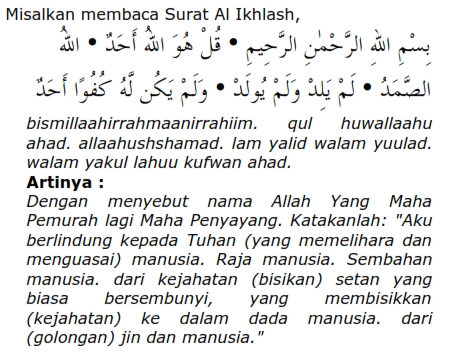 Misalkan membaca Surat Al Ikhlash,
بِسْمِ اللهِ الرَّحْمٰنِ الرَّحِيمِ • قُلْ هُوَ اللهُ أَحَدٌ • اللهُ
الصَّمَدُ • لَمْ يَلِدْ وَلَمْ يُولَدْ • وَلَمْ يَكُنْ لَهُ كُفُوًا أَحَدٌ
bismillaahirrahmaanirrahiim. qul huwallaahu
ahad. allaahushshamad. lam yalid walam yuulad.
walam yakul lahuu kufwan ahad.
Artinya :
Dengan menyebut nama Allah Yang Maha
Pemurah lagi Maha Penyayang. Katakanlah: "Aku
berlindung kepada Tuhan (yang memelihara dan
menguasai) manusia. Raja manusia. Sembahan
manusia. dari kejahatan (bisikan) setan yang
biasa bersembunyi, yang membisikkan
(kejahatan) ke dalam dada manusia. dari
(golongan) jin dan manusia."